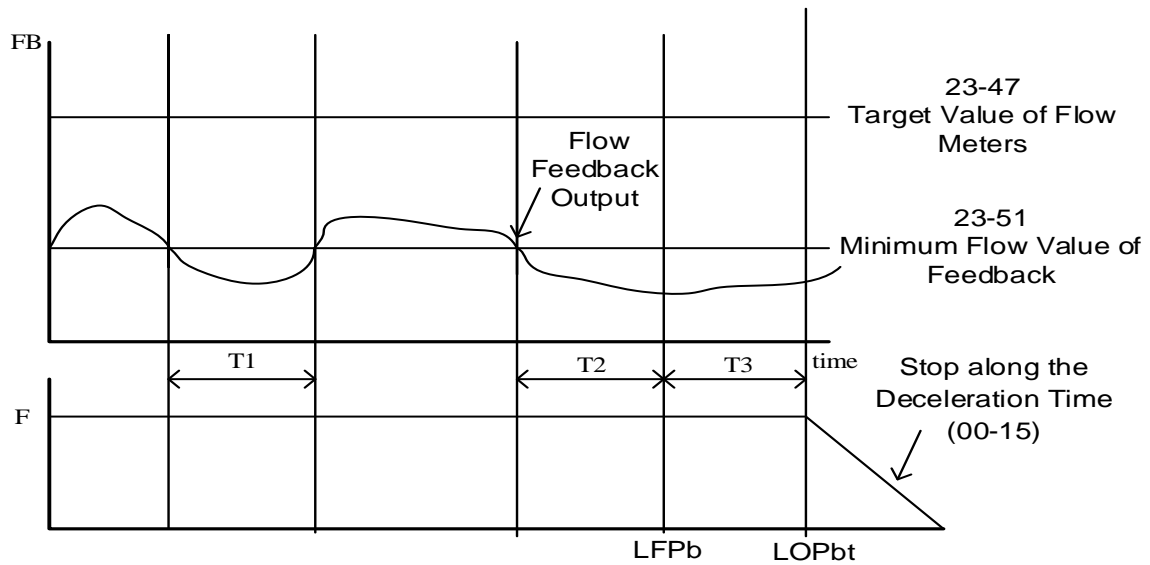 FB
23-47
Target Value of Flow
Meters
Flow
Feedback
Output
23-51
Minimum Flow Value of
Feedback
T1
T2
T3
time
F
Stop along the
Deceleration Time
(00-15)
LFPb
LOPbt